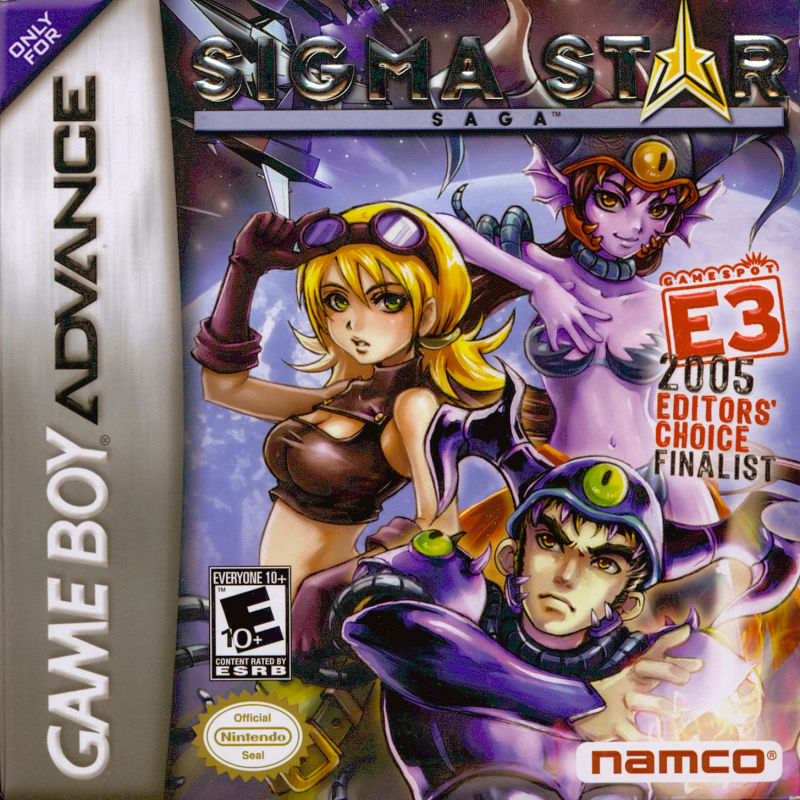 ONLY
FOR
GAME BOY ADVANCE
®
SIGMA STAR
SAGA™
GAMESPOT
E3
2005
EDITORS'
CHOICE
FINALIST
EVERYONE 10+
™
E
10+
CONTENT RATED BY
ESRB
Official
Nintendo
Seal
namco®